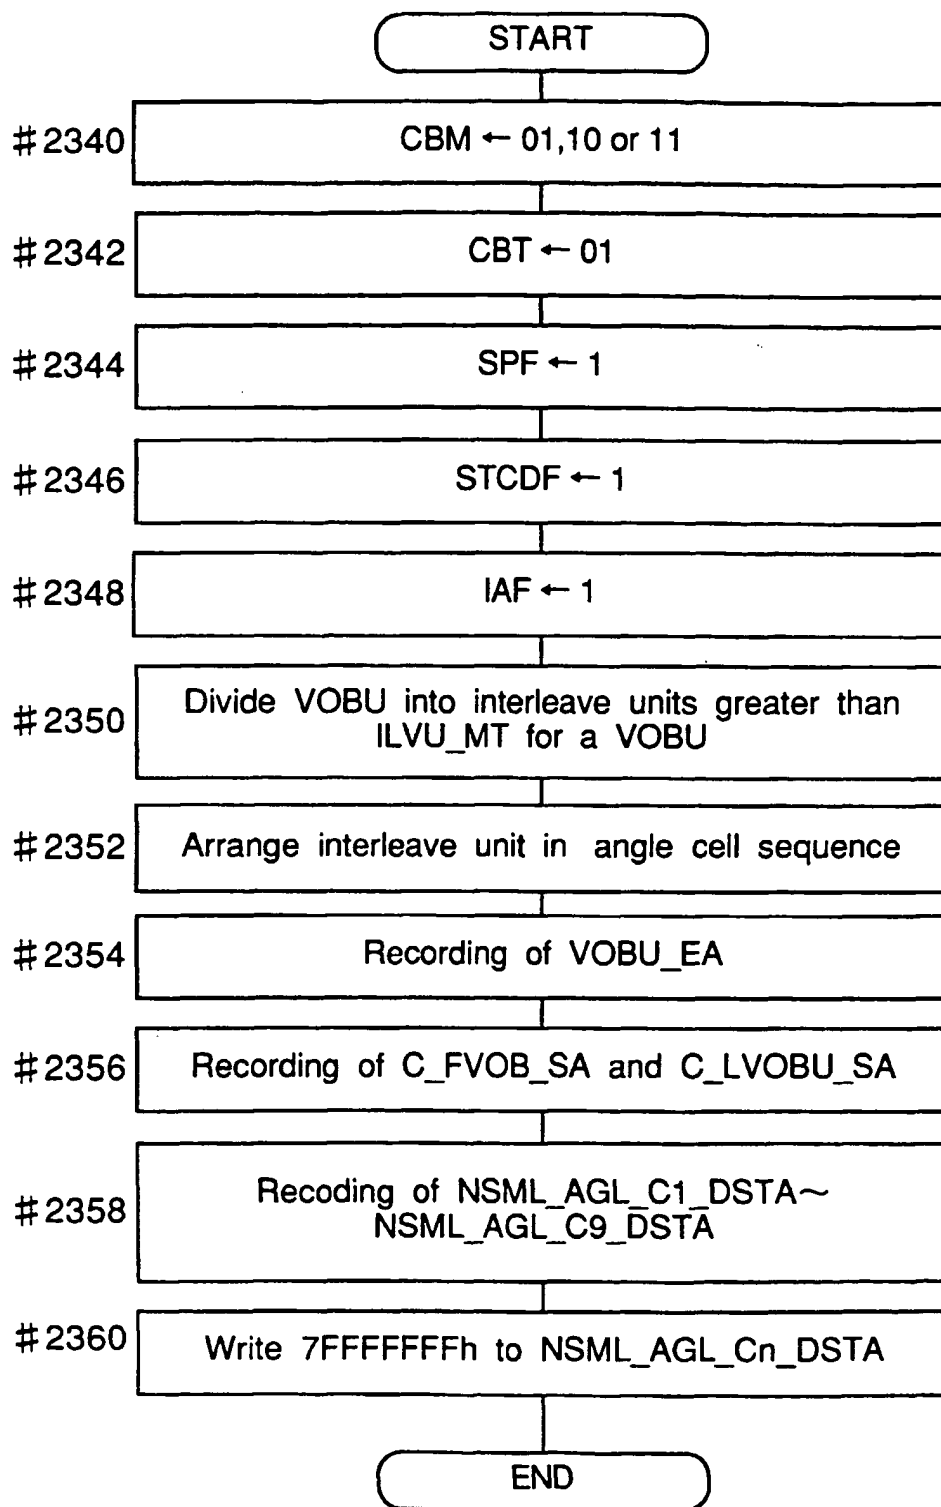 START
#2340 CBM ← 01,10 or 11
#2342 CBT ← 01
#2344 SPF ← 1
#2346 STCDF ← 1
#2348 IAF ← 1
#2350 Divide VOBU into interleave units greater than
ILVU_MT for a VOBU
#2352 Arrange interleave unit in angle cell sequence
#2354 Recording of VOBU_EA
#2356 Recording of C_FVOB_SA and C_LVOBU_SA
#2358 Recoding of NSML_AGL_C1_DSTA~
NSML_AGL_C9_DSTA
#2360 Write 7FFFFFFFh to NSML_AGL_Cn_DSTA
END